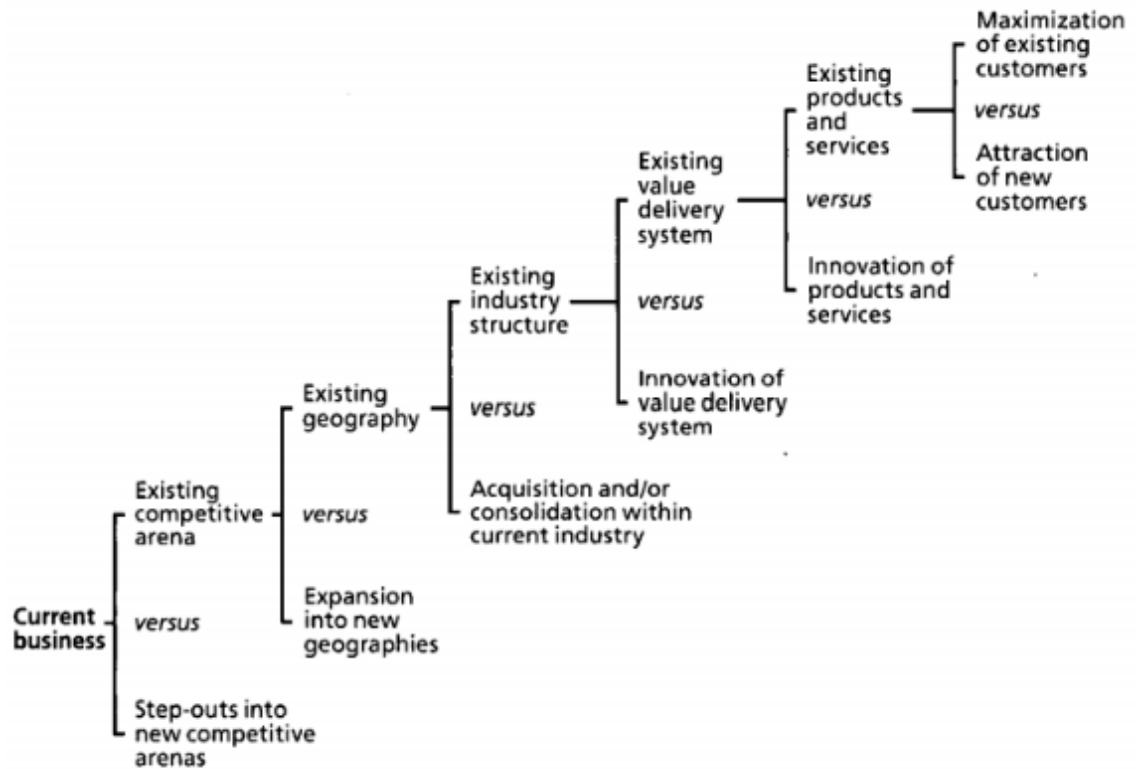 Maximization
of existing
customers
versus
Attraction
of new
customers
Existing
products
and
services
versus
Innovation of
products and
services
Existing
value
delivery
system
versus
Innovation of
value delivery
system
Existing
industry
structure
versus
Acquisition and/or
consolidation within
current industry
Existing
geography
versus
Expansion
into new
geographies
Existing
competitive
arena
versus
Step-outs into
new competitive
arenas
Current
business